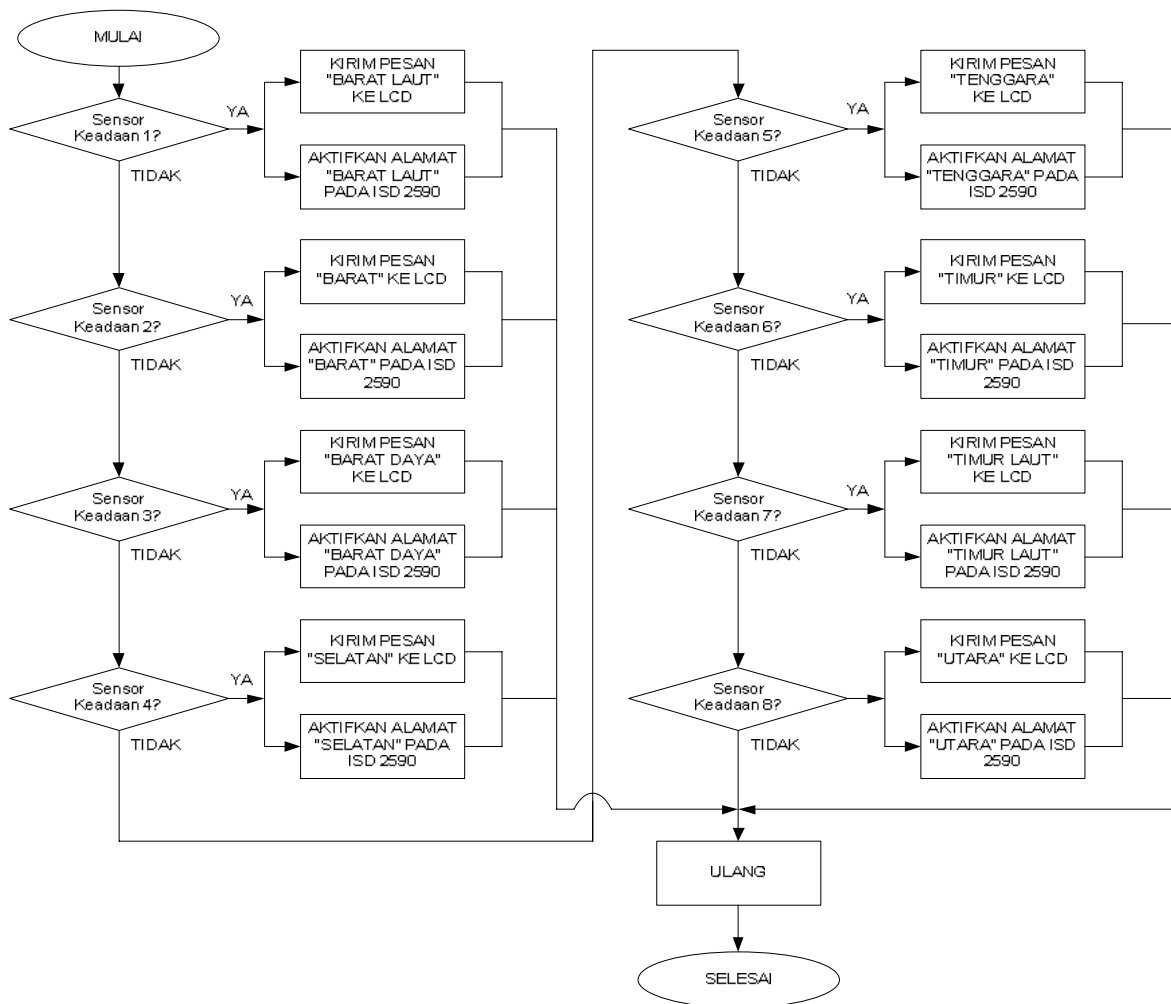 MULAI
Sensor
Keadaan 1?
YA
TIDAK
KIRIM PESAN
"BARAT LAUT"
KE LCD
AKTIFKAN ALAMAT
"BARAT LAUT"
PADA ISD 2590
Sensor
Keadaan 2?
YA
TIDAK
KIRIM PESAN
"BARAT" KE LCD
AKTIFKAN ALAMAT
"BARAT" PADA ISD
2590
Sensor
Keadaan 3?
YA
TIDAK
KIRIM PESAN
"BARAT DAYA"
KE LCD
AKTIFKAN ALAMAT
"BARAT DAYA"
PADA ISD 2590
Sensor
Keadaan 4?
YA
TIDAK
KIRIM PESAN
"SELATAN" KE LCD
AKTIFKAN ALAMAT
"SELATAN" PADA
ISD 2590
Sensor
Keadaan 5?
YA
TIDAK
KIRIM PESAN
"TENGGARA"
KE LCD
AKTIFKAN ALAMAT
"TENGGARA" PADA
ISD 2590
Sensor
Keadaan 6?
YA
TIDAK
KIRIM PESAN
"TIMUR" KE LCD
AKTIFKAN ALAMAT
"TIMUR" PADA ISD
2590
Sensor
Keadaan 7?
YA
TIDAK
KIRIM PESAN
"TIMUR LAUT"
KE LCD
AKTIFKAN ALAMAT
"TIMUR LAUT"
PADA ISD 2590
Sensor
Keadaan 8?
TIDAK
KIRIM PESAN
"UTARA" KE LCD
AKTIFKAN ALAMAT
"UTARA" PADA ISD
2590
ULANG
SELESAI